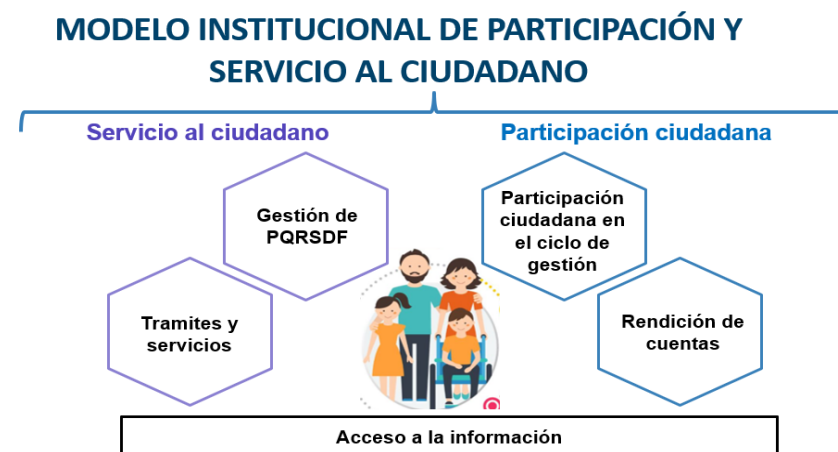 MODELO INSTITUCIONAL DE PARTICIPACIÓN Y
SERVICIO AL CIUDADANO
Servicio al ciudadano
Participación ciudadana
Gestión de
PQRSDF
Participación
ciudadana en
el ciclo de
gestión
Tramites y
servicios
Rendición de
cuentas
Acceso a la información